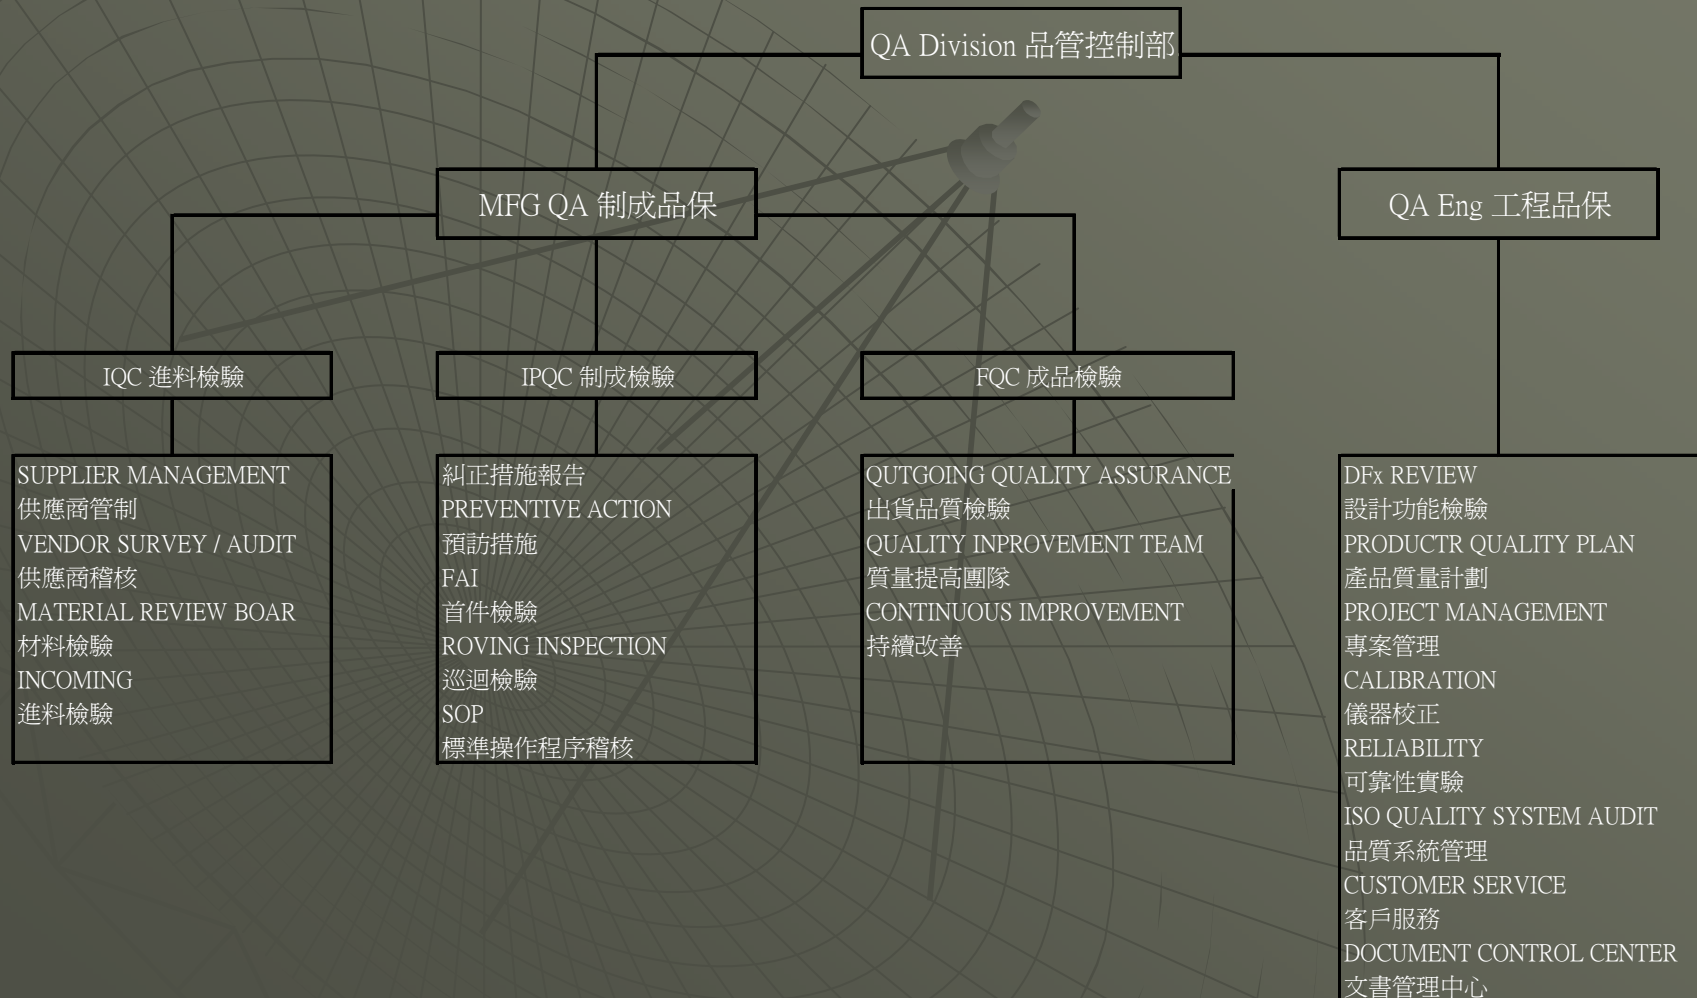 QA Division 品管控制部
MFG QA 制成品保
QA Eng 工程品保
IQC 進料檢驗
IPQC 制成檢驗
FQC 成品檢驗
SUPPLIER MANAGEMENT
供應商管制
VENDOR SURVEY / AUDIT
供應商稽核
MATERIAL REVIEW BOAR
材料檢驗
INCOMING
進料檢驗
糾正措施報告
PREVENTIVE ACTION
預訪措施
FAI
首件檢驗
ROVING INSPECTION
巡迴檢驗
SOP
標準操作程序稽核
QUTGOING QUALITY ASSURANCE
出貨品質檢驗
QUALITY INPROVEMENT TEAM
質量提高團隊
CONTINUOUS IMPROVEMENT
持續改善
DFx REVIEW
設計功能檢驗
PRODUCTR QUALITY PLAN
產品質量計劃
PROJECT MANAGEMENT
專案管理
CALIBRATION
儀器校正
RELIABILITY
可靠性實驗
ISO QUALITY SYSTEM AUDIT
品質系統管理
CUSTOMER SERVICE
客戶服務
DOCUMENT CONTROL CENTER
文書管理中心